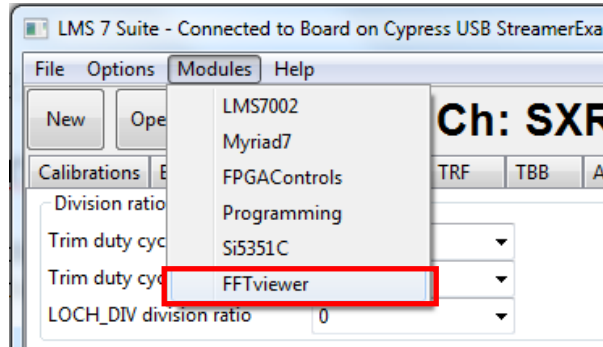 LMS 7 Suite - Connected to Board on Cypress USB StreamerExa
File Options Modules Help
New Ope Ch: SXR
LMS7002
Myriad7
FPGAControls
Programming
Si5351C
FFTviewer
Calibrations TRF TBB A
Division ratio
Trim duty cyc
Trim duty cyc
LOCH_DIV division ratio 0